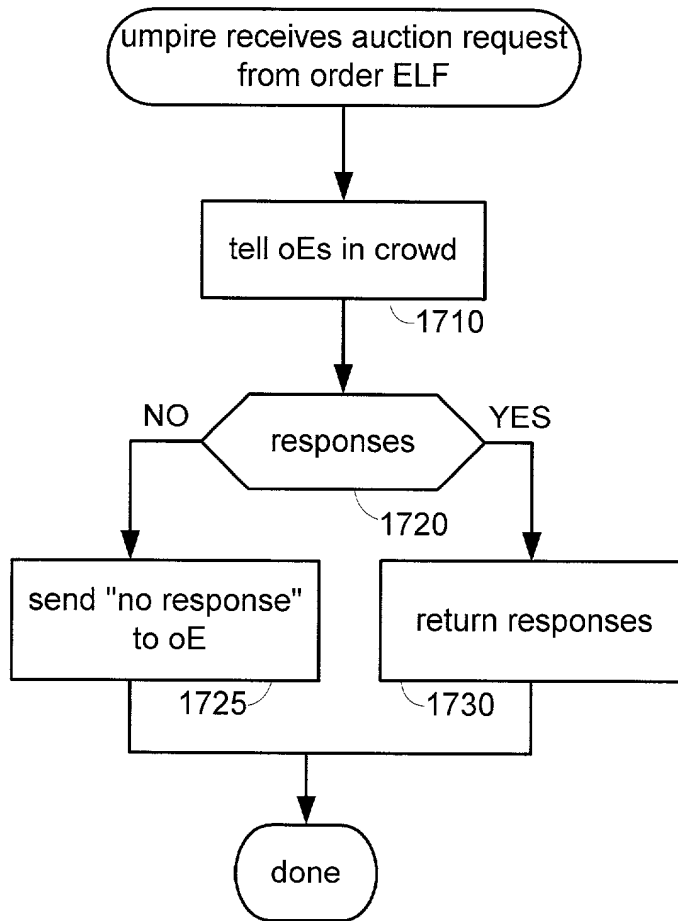 umpire receives auction request
from order ELF
tell oEs in crowd
1710
NO
YES
responses
1720
send "no response"
to oE
return responses
1725
1730
done